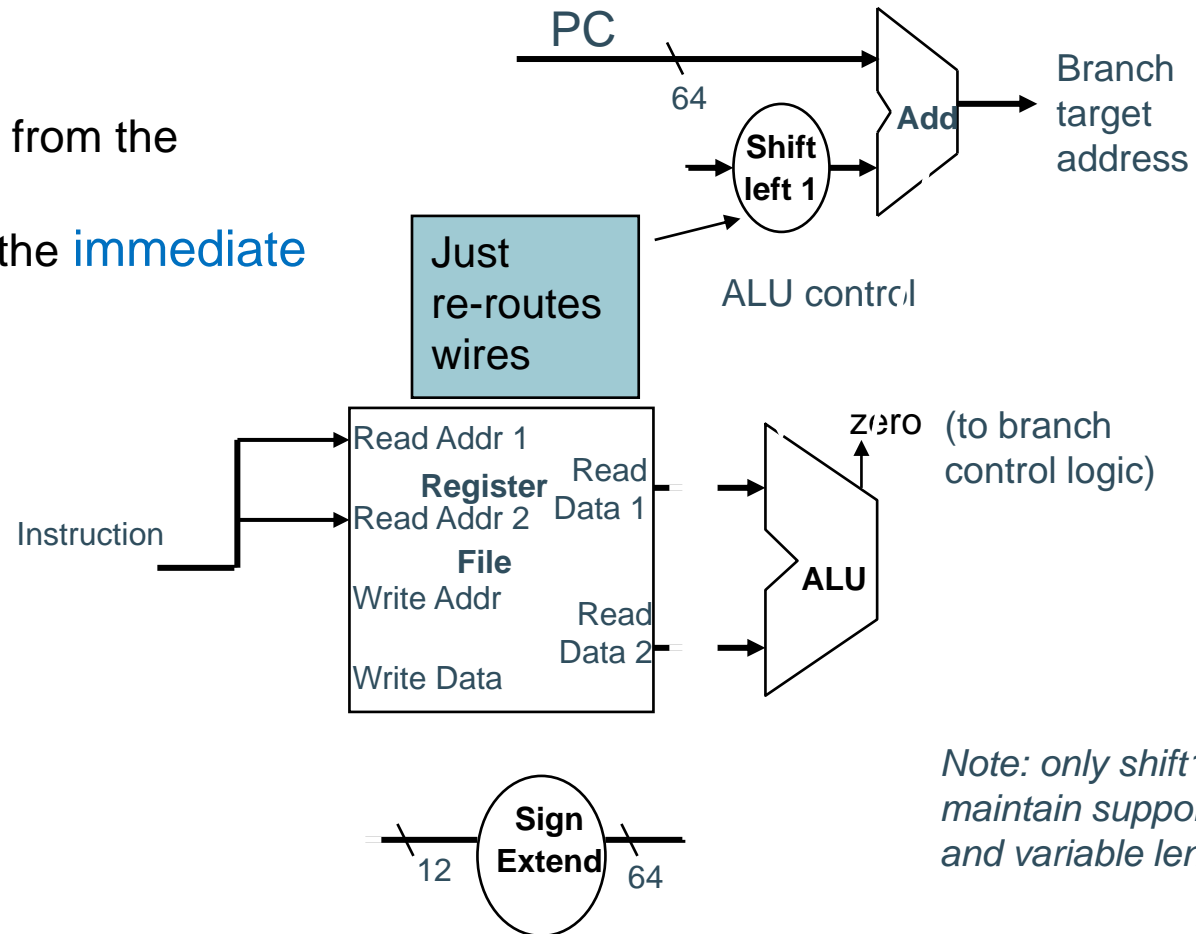 PC
64
Branch
target
address
Add
Shift
left 1
from the
the immediate
Just
re-routes
wires
ALU control
Read Addr 1
Register
Read Addr 2
File
Write Addr
Write Data
Read
Data 1
Read
Data 2
Instruction
zero
(to branch
control logic)
ALU
Sign
Extend
12
64
Note: only shift
maintain
and variable